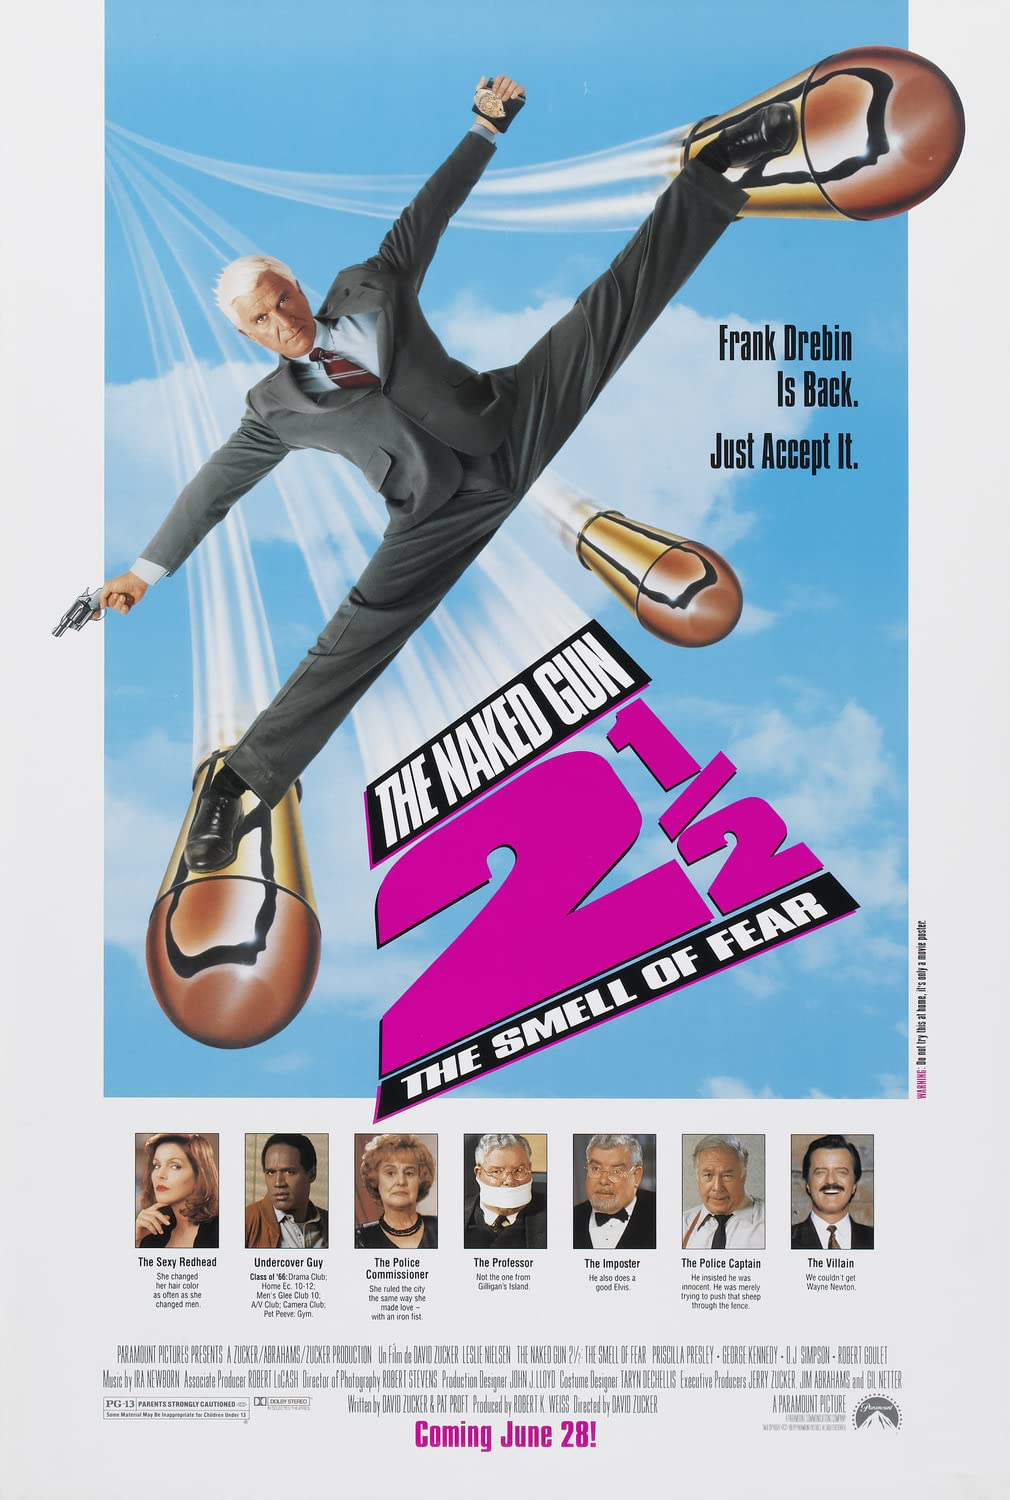 Frank Drebin
Is Back.
Just Accept It.
THE NAKED GUN
2 1/2
THE SMELL OF FEAR
WARNING: Do not try this at home, it's only a movie poster.
The Sexy Redhead
She changed
her hair color
as often as she
changed men.
Undercover Guy
Class of '66: Drama Club;
Home Ec. 10-12;
Men's Glee Club 10;
A/V Club; Camera Club;
Pet Peeve: Gym.
The Police
Commissioner
She ruled the city
the same way she
made love –
with an iron fist.
The Professor
Not the one from
Gilligan's Island.
The Imposter
He also does a
good Elvis.
The Police Captain
He insisted he was
innocent. He was merely
trying to push that sheep
through the fence.
The Villain
We couldn't get
Wayne Newton.
PARAMOUNT PICTURES PRESENTS A ZUCKER/ABRAHAMS/ZUCKER PRODUCTION Un Film de DAVID ZUCKER LESLIE NIELSEN THE NAKED GUN 2½: THE SMELL OF FEAR PRISCILLA PRESLEY • GEORGE KENNEDY • O.J. SIMPSON • ROBERT GOULET
Music by IRA NEWBORN Associate Producer ROBERT LoCASH Director of Photography ROBERT STEVENS Production Designer JOHN J. LLOYD Costume Designer TARYN DECHELLIS Executive Producers JERRY ZUCKER, JIM ABRAHAMS and GIL NETTER
Written by DAVID ZUCKER & PAT PROFT Produced by ROBERT K. WEISS Directed by DAVID ZUCKER
PG-13 PARENTS STRONGLY CAUTIONED
Some Material May Be Inappropriate for Children Under 13
DOLBY STEREO
IN SELECTED THEATRES
A PARAMOUNT PICTURE
A PARAMOUNT COMMUNICATIONS COMPANY
Paramount
Coming June 28!